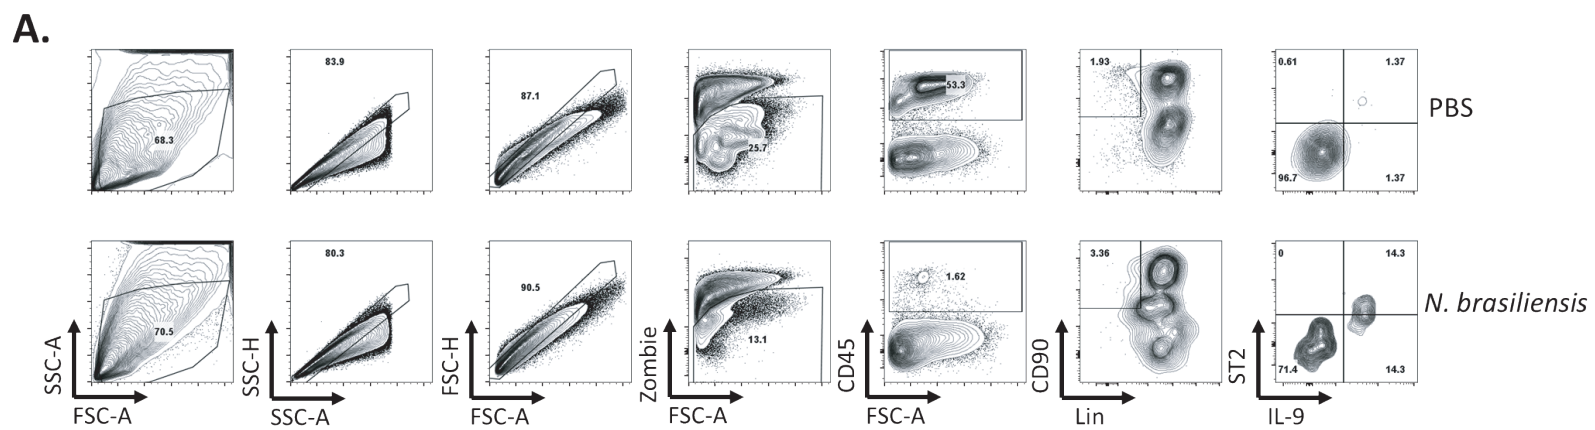 A.
83.9
87.1
68.3
25.7
53.3
1.93
0.61 1.37
96.7 1.37
PBS
80.3
90.5
70.5
13.1
1.62
3.36
0 14.3
71.4 14.3
N. brasiliensis
SSC-A
FSC-A
SSC-H
SSC-A
FSC-H
FSC-A
Zombie
FSC-A
CD45
FSC-A
CD90
Lin
ST2
IL-9